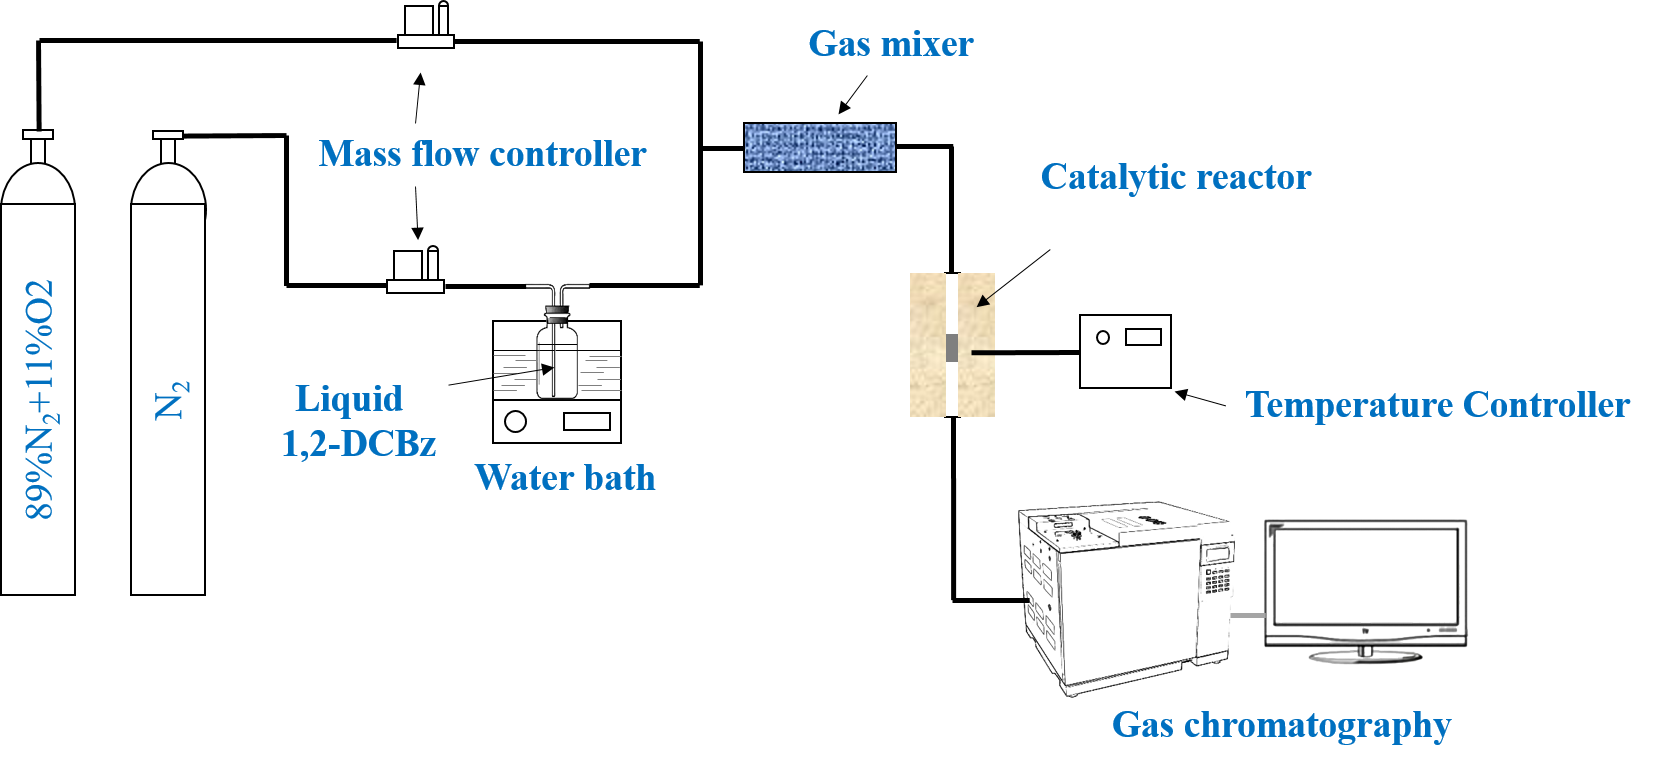 Gas mixer
Mass flow controller
Catalytic reactor
89%N₂+11%O2
N₂
Liquid
1,2-DCBz
Water bath
Temperature Controller
Gas chromatography